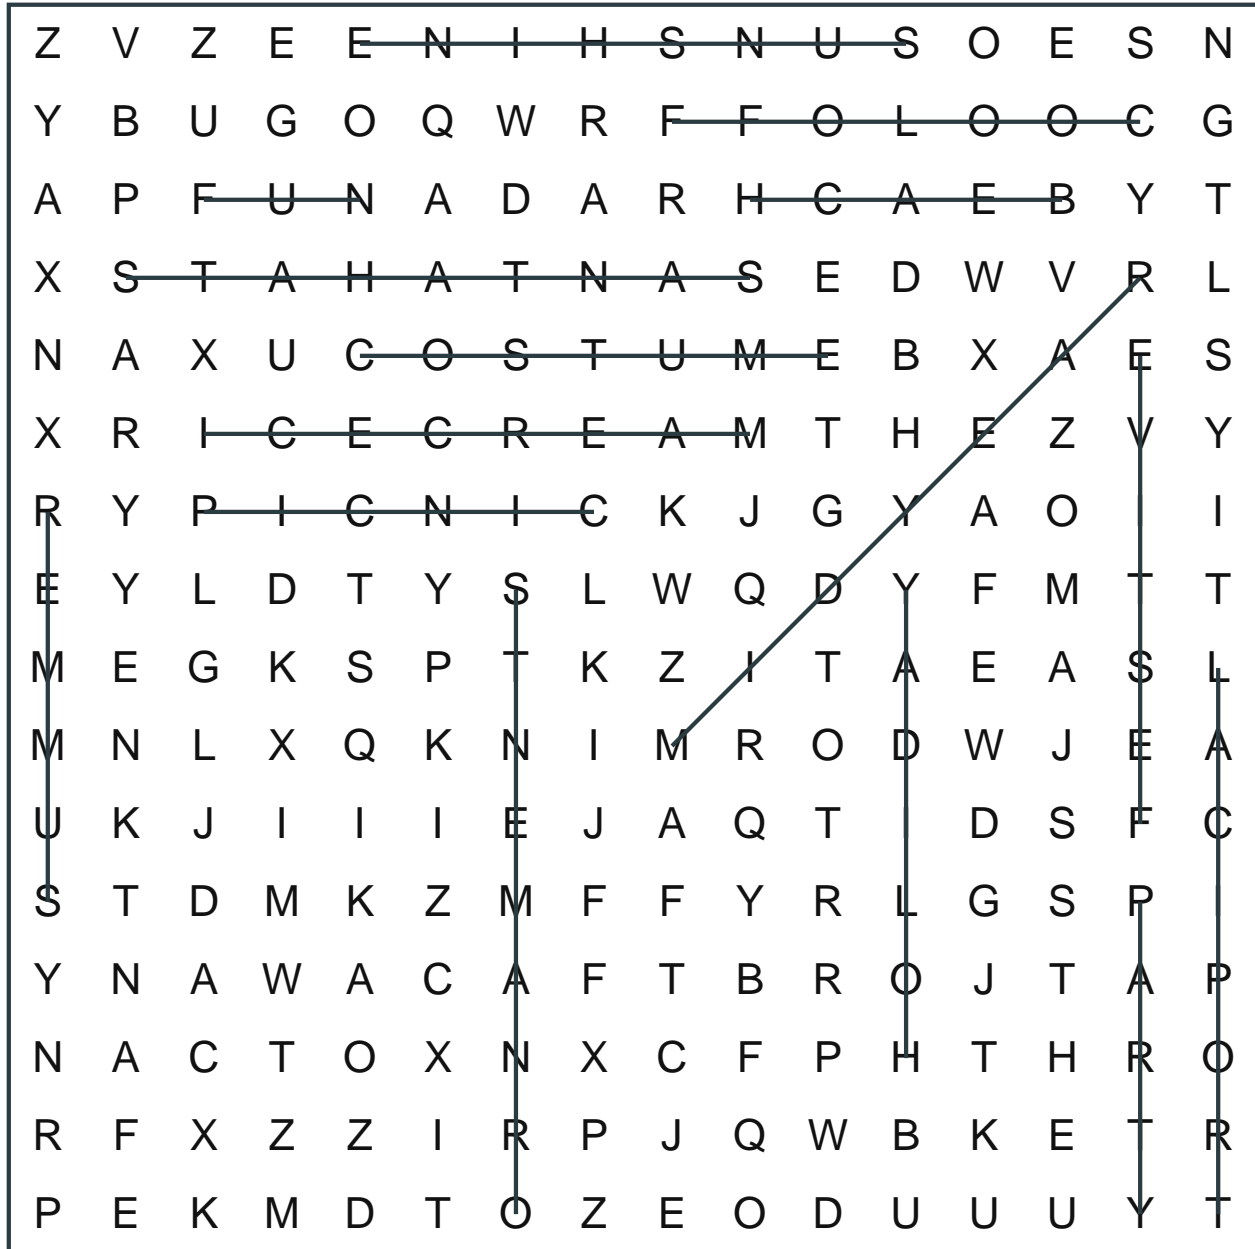 Z V Z E E N I H S N U S O E S N
Y B U G O Q W R F F O L O O C G
A P F U N A D A R H C A E B Y T
X S T A H A T N A S E D W V R L
N A X U C O S T U M E B X A E S
X R I C E C R E A M T H E Z V Y
R Y P I C N I C K J G Y A O I I
E Y L D T Y S L W Q D Y F M T T
M E G K S P T K Z I T A E A S L
M N L X Q K N I M R O D W J E A
U K J I I I E J A Q T I D S F C
S T D M K Z M F F Y R L G S P I
Y N A W A C A F T B R O J T A P
N A C T O X N X C F P H T H R O
R F X Z Z I R P J Q W B K E T R
P E K M D T O Z E O D U U U Y T